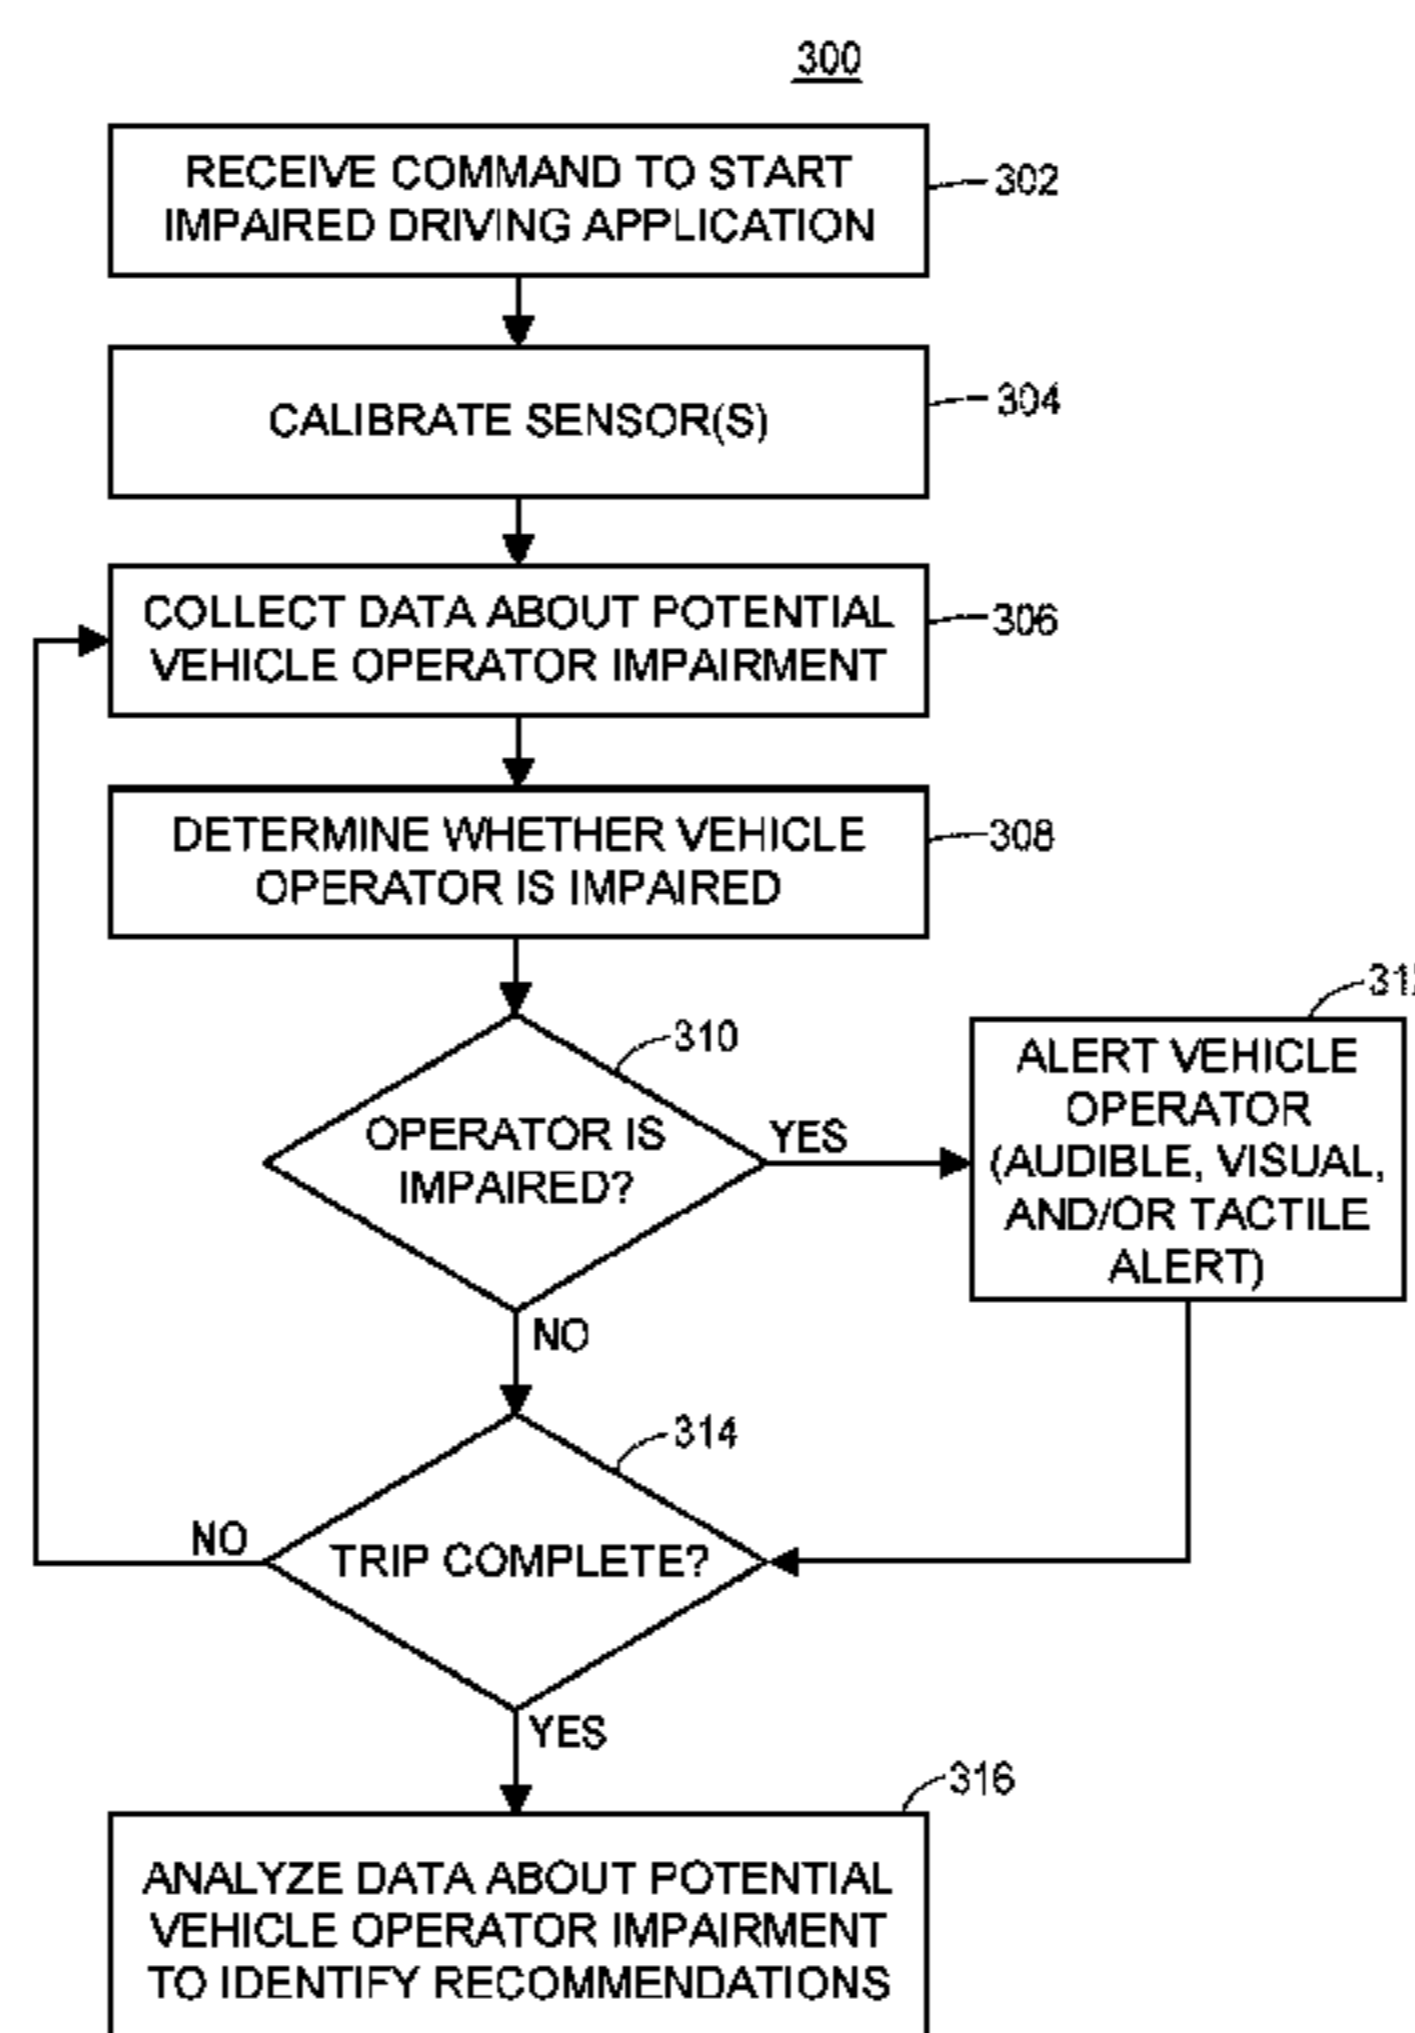 300
RECEIVE COMMAND TO START
IMPAIRED DRIVING APPLICATION
302
CALIBRATE SENSOR(S)
304
COLLECT DATA ABOUT POTENTIAL
VEHICLE OPERATOR IMPAIRMENT
306
DETERMINE WHETHER VEHICLE
OPERATOR IS IMPAIRED
308
310
OPERATOR IS
IMPAIRED?
YES
NO
ALERT VEHICLE
OPERATOR
(AUDIBLE, VISUAL,
AND/OR TACTILE
ALERT)
314
TRIP COMPLETE?
NO
YES
316
ANALYZE DATA ABOUT POTENTIAL
VEHICLE OPERATOR IMPAIRMENT
TO IDENTIFY RECOMMENDATIONS